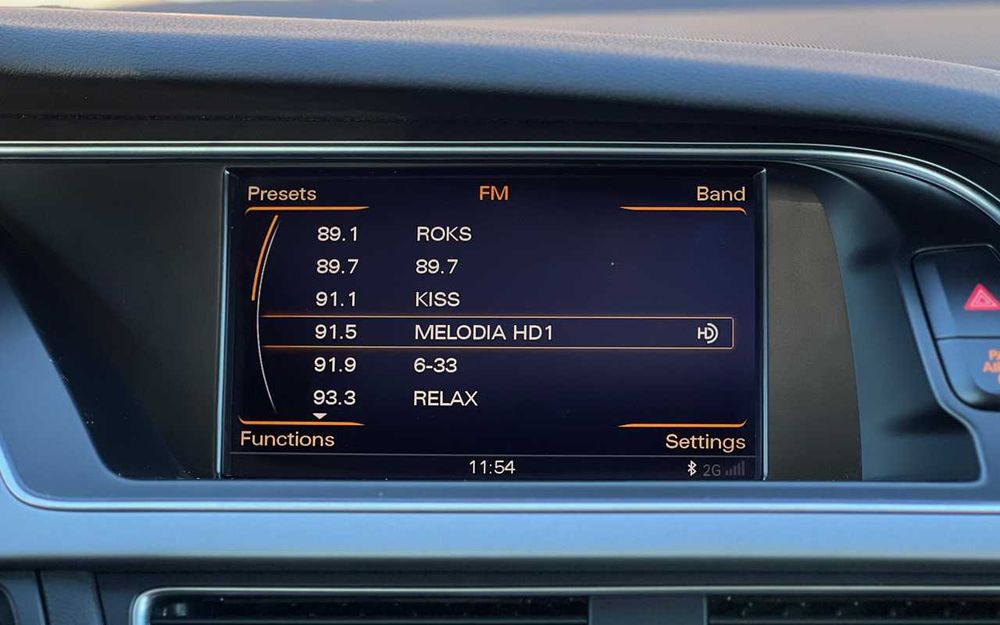 Presets FM Band
89.1 ROKS
89.7 89.7
91.1 KISS
91.5 MELODIA HD1 HD
91.9 6-33
93.3 RELAX
Functions Settings
11:54 2G